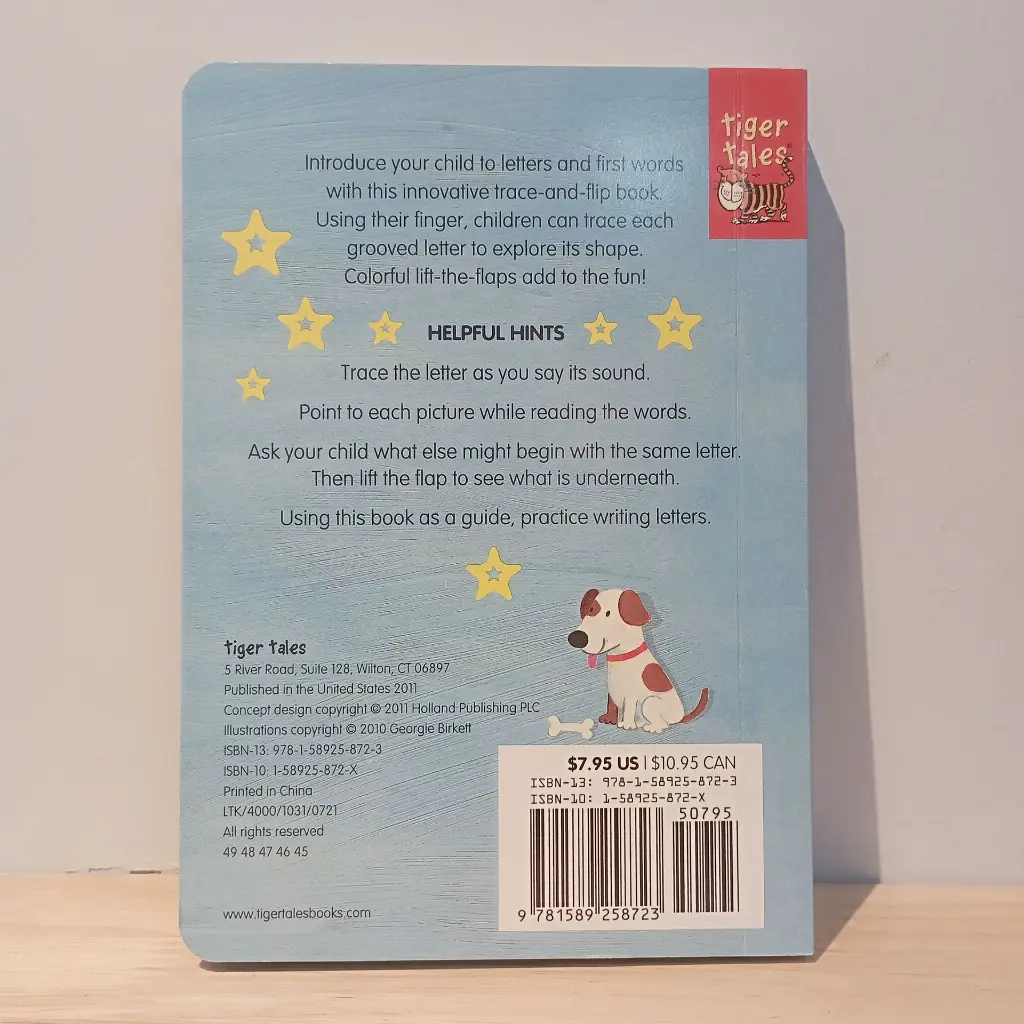 tiger
tales
Introduce your child to letters and first words
with this innovative trace-and-flip book.
Using their finger, children can trace each
grooved letter to explore its shape.
Colorful lift-the-flaps add to the fun!
HELPFUL HINTS
Trace the letter as you say its sound.
Point to each picture while reading the words.
Ask your child what else might begin with the same letter.
Then lift the flap to see what is underneath.
Using this book as a guide, practice writing letters.
tiger tales
5 River Road, Suite 128, Wilton, CT 06897
Published in the United States 2011
Concept design copyright © 2011 Holland Publishing PLC
Illustrations copyright © 2010 Georgie Birkett
ISBN-13: 978-1-58925-872-3
ISBN-10: 1-58925-872-X
Printed in China
LTK/4000/1031/0721
All rights reserved
49 48 47 46 45
www.tigertalesbooks.com
$7.95 US | $10.95 CAN
ISBN-13: 978-1-58925-872-3
ISBN-10: 1-58925-872-X
50795
9 781589 258723